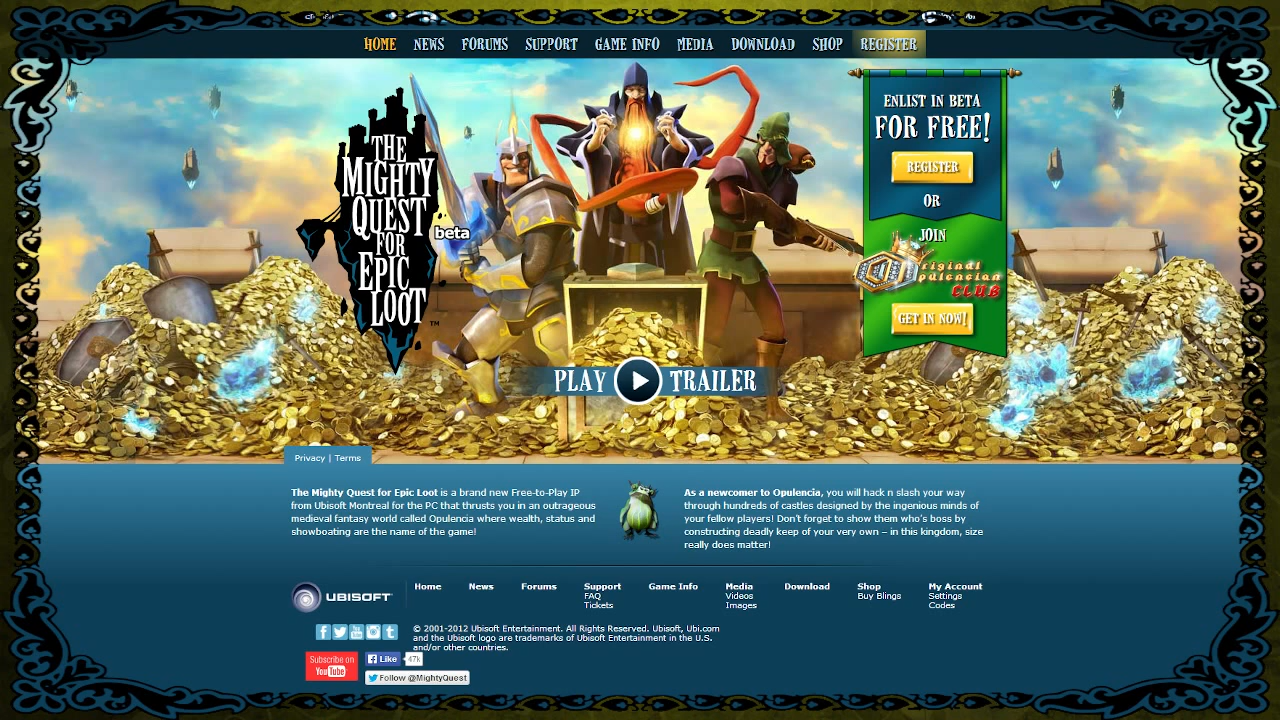 HOME NEWS FORUMS SUPPORT GAME INFO MEDIA DOWNLOAD SHOP REGISTER
THE
MIGHTY
QUEST
FOR
EPIC
LOOT
™
beta
ENLIST IN BETA
FOR FREE!
REGISTER
OR
JOIN
Original
Opulencian
CLUB
GET IN NOW!
PLAY TRAILER
Privacy | Terms
The Mighty Quest for Epic Loot is a brand new Free-to-Play IP
from Ubisoft Montreal for the PC that thrusts you in an outrageous
medieval fantasy world called Opulencia where wealth, status and
showboating are the name of the game!
As a newcomer to Opulencia, you will hack n slash your way
through hundreds of castles designed by the ingenious minds of
your fellow players! Don't forget to show them who's boss by
constructing deadly keep of your very own – in this kingdom, size
really does matter!
UBISOFT
Home News Forums Support Game Info Media Download Shop My Account
FAQ Videos Buy Blings Settings
Tickets Images Codes
© 2001-2012 Ubisoft Entertainment. All Rights Reserved. Ubisoft, Ubi.com
and the Ubisoft logo are trademarks of Ubisoft Entertainment in the U.S.
and/or other countries.
Subscribe on
YouTube
Like 47k
Follow @MightyQuest